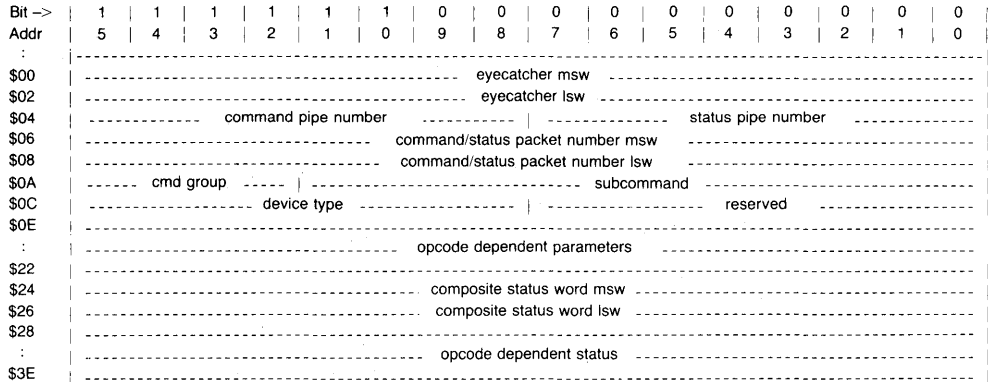 Bit –> | 1 | 1 | 1 | 1 | 1 | 1 | 0 | 0 | 0 | 0 | 0 | 0 | 0 | 0 | 0 | 0 |
Addr | 5 | 4 | 3 | 2 | 1 | 0 | 9 | 8 | 7 | 6 | 5 | 4 | 3 | 2 | 1 | 0 |
:
$00 eyecatcher msw
$02 eyecatcher lsw
$04 command pipe number | status pipe number
$06 command/status packet number msw
$08 command/status packet number lsw
$0A cmd group | subcommand
$0C device type | reserved
$0E
: opcode dependent parameters
$22
$24 composite status word msw
$26 composite status word lsw
$28
: opcode dependent status
$3E